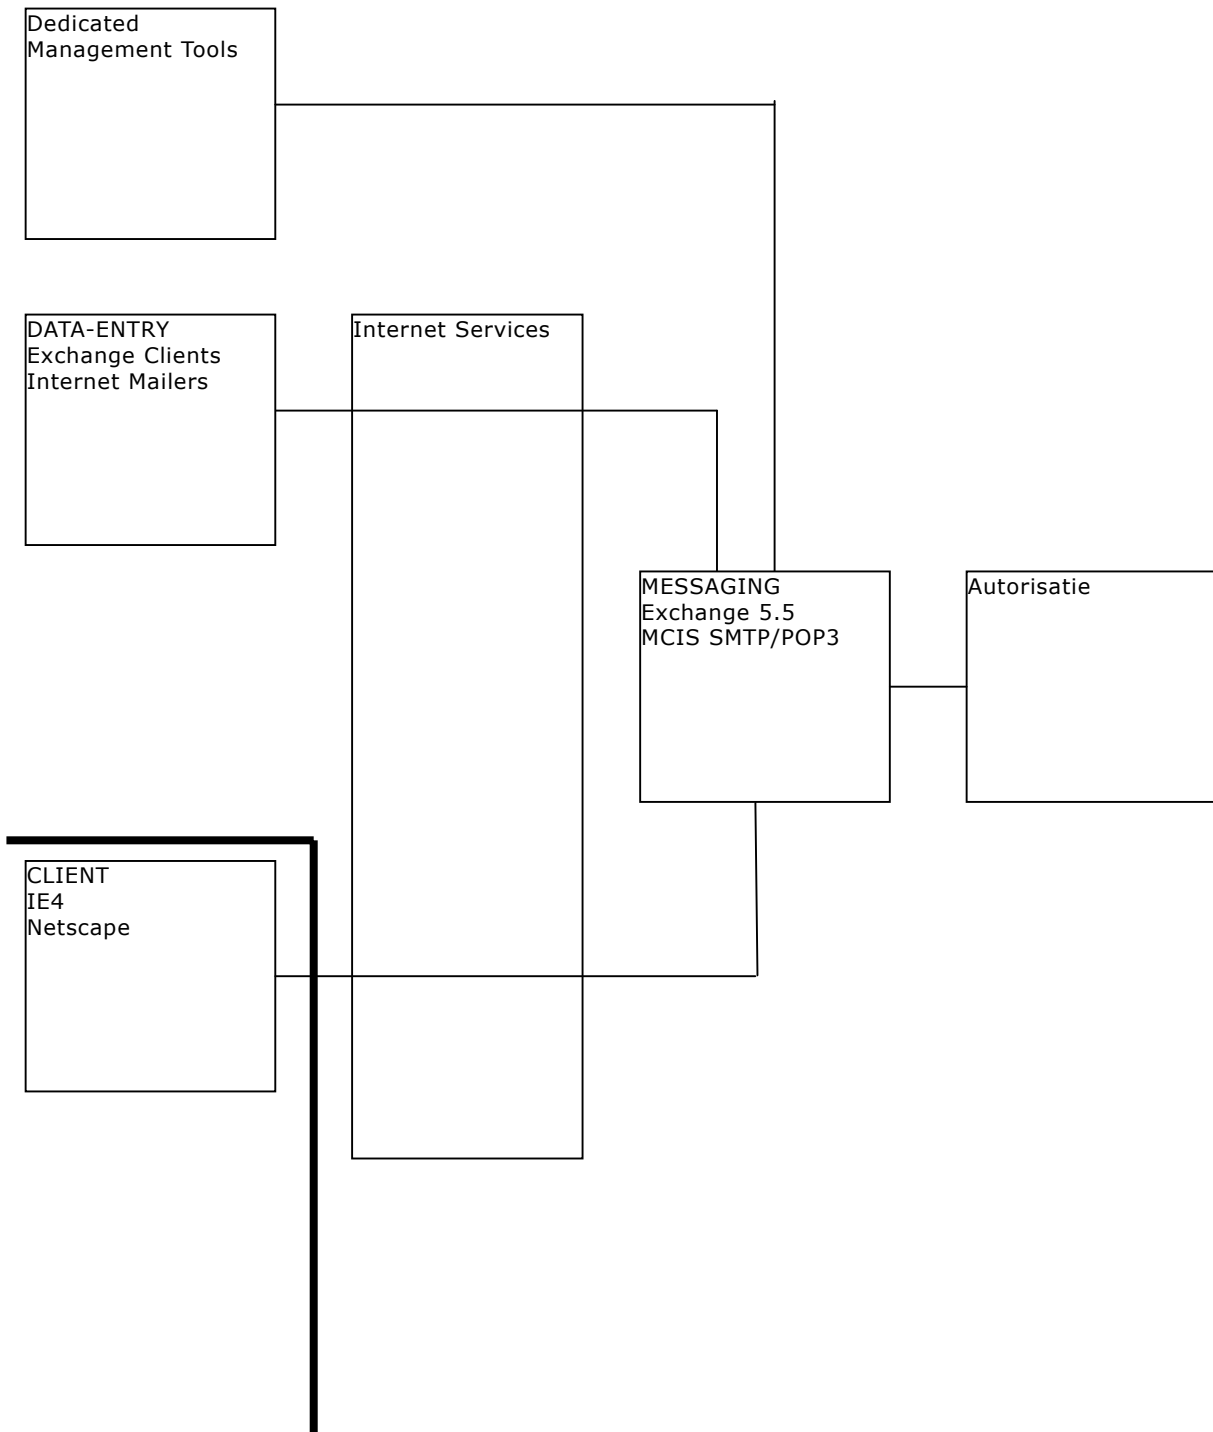 Dedicated
Management Tools
DATA-ENTRY
Exchange Clients
Internet Mailers
Internet Services
MESSAGING
Exchange 5.5
MCIS SMTP/POP3
Autorisatie
CLIENT
IE4
Netscape